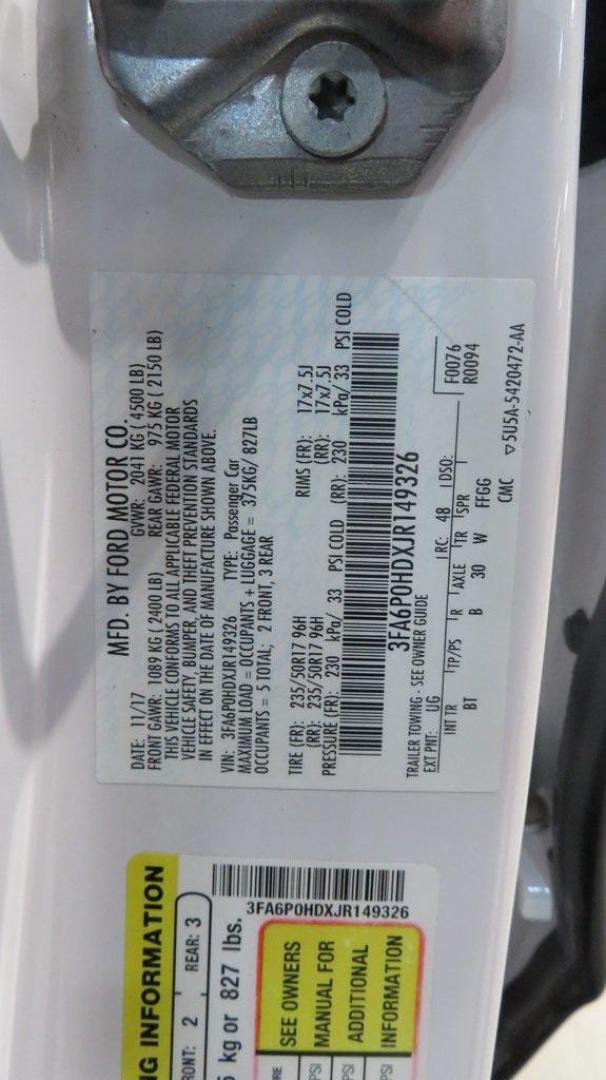 MFD. BY FORD MOTOR CO.
DATE: 11/17 GVWR: 2041 KG ( 4500 LB)
FRONT GAWR: 1089 KG ( 2400 LB) REAR GAWR: 975 KG ( 2150 LB)
THIS VEHICLE CONFORMS TO ALL APPLICABLE FEDERAL MOTOR
VEHICLE SAFETY, BUMPER, AND THEFT PREVENTION STANDARDS
IN EFFECT ON THE DATE OF MANUFACTURE SHOWN ABOVE.
VIN: 3FA6P0HDXJR149326 TYPE: Passenger Car
MAXIMUM LOAD = OCCUPANTS + LUGGAGE = 375KG/ 827LB
OCCUPANTS = 5 TOTAL; 2 FRONT, 3 REAR
TIRE (FR): 235/50R17 96H RIMS (FR): 17x7.5J
(RR): 235/50R17 96H (RR): 17x7.5J
PRESSURE (FR): 230 kPa/ 33 PSI COLD (RR): 230 kPa/ 33 PSI COLD
3FA6P0HDXJR149326
TRAILER TOWING - SEE OWNER GUIDE
EXT PNT: UG RC: 48 DSO: F0076
R0094
INT TR TP/PS R AXLE TR SPR
BT B 30 W FFGG
CMC ▽5U5A-5420472-AA
G INFORMATION
RONT: 2 REAR: 3
3FA6P0HDXJR149326
5 kg or 827 lbs.
SEE OWNERS
MANUAL FOR
ADDITIONAL
INFORMATION
RE
PSI
PSI
PSI